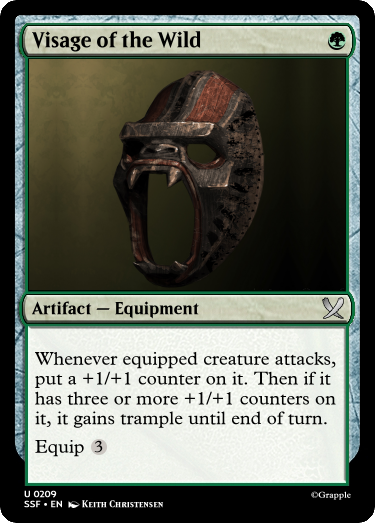 Visage of the Wild
Artifact — Equipment
Whenever equipped creature attacks,
put a +1/+1 counter on it. Then if it
has three or more +1/+1 counters on
it, it gains trample until end of turn.
Equip 3
U 0209
SSF • EN Keith Christensen
©Grapple